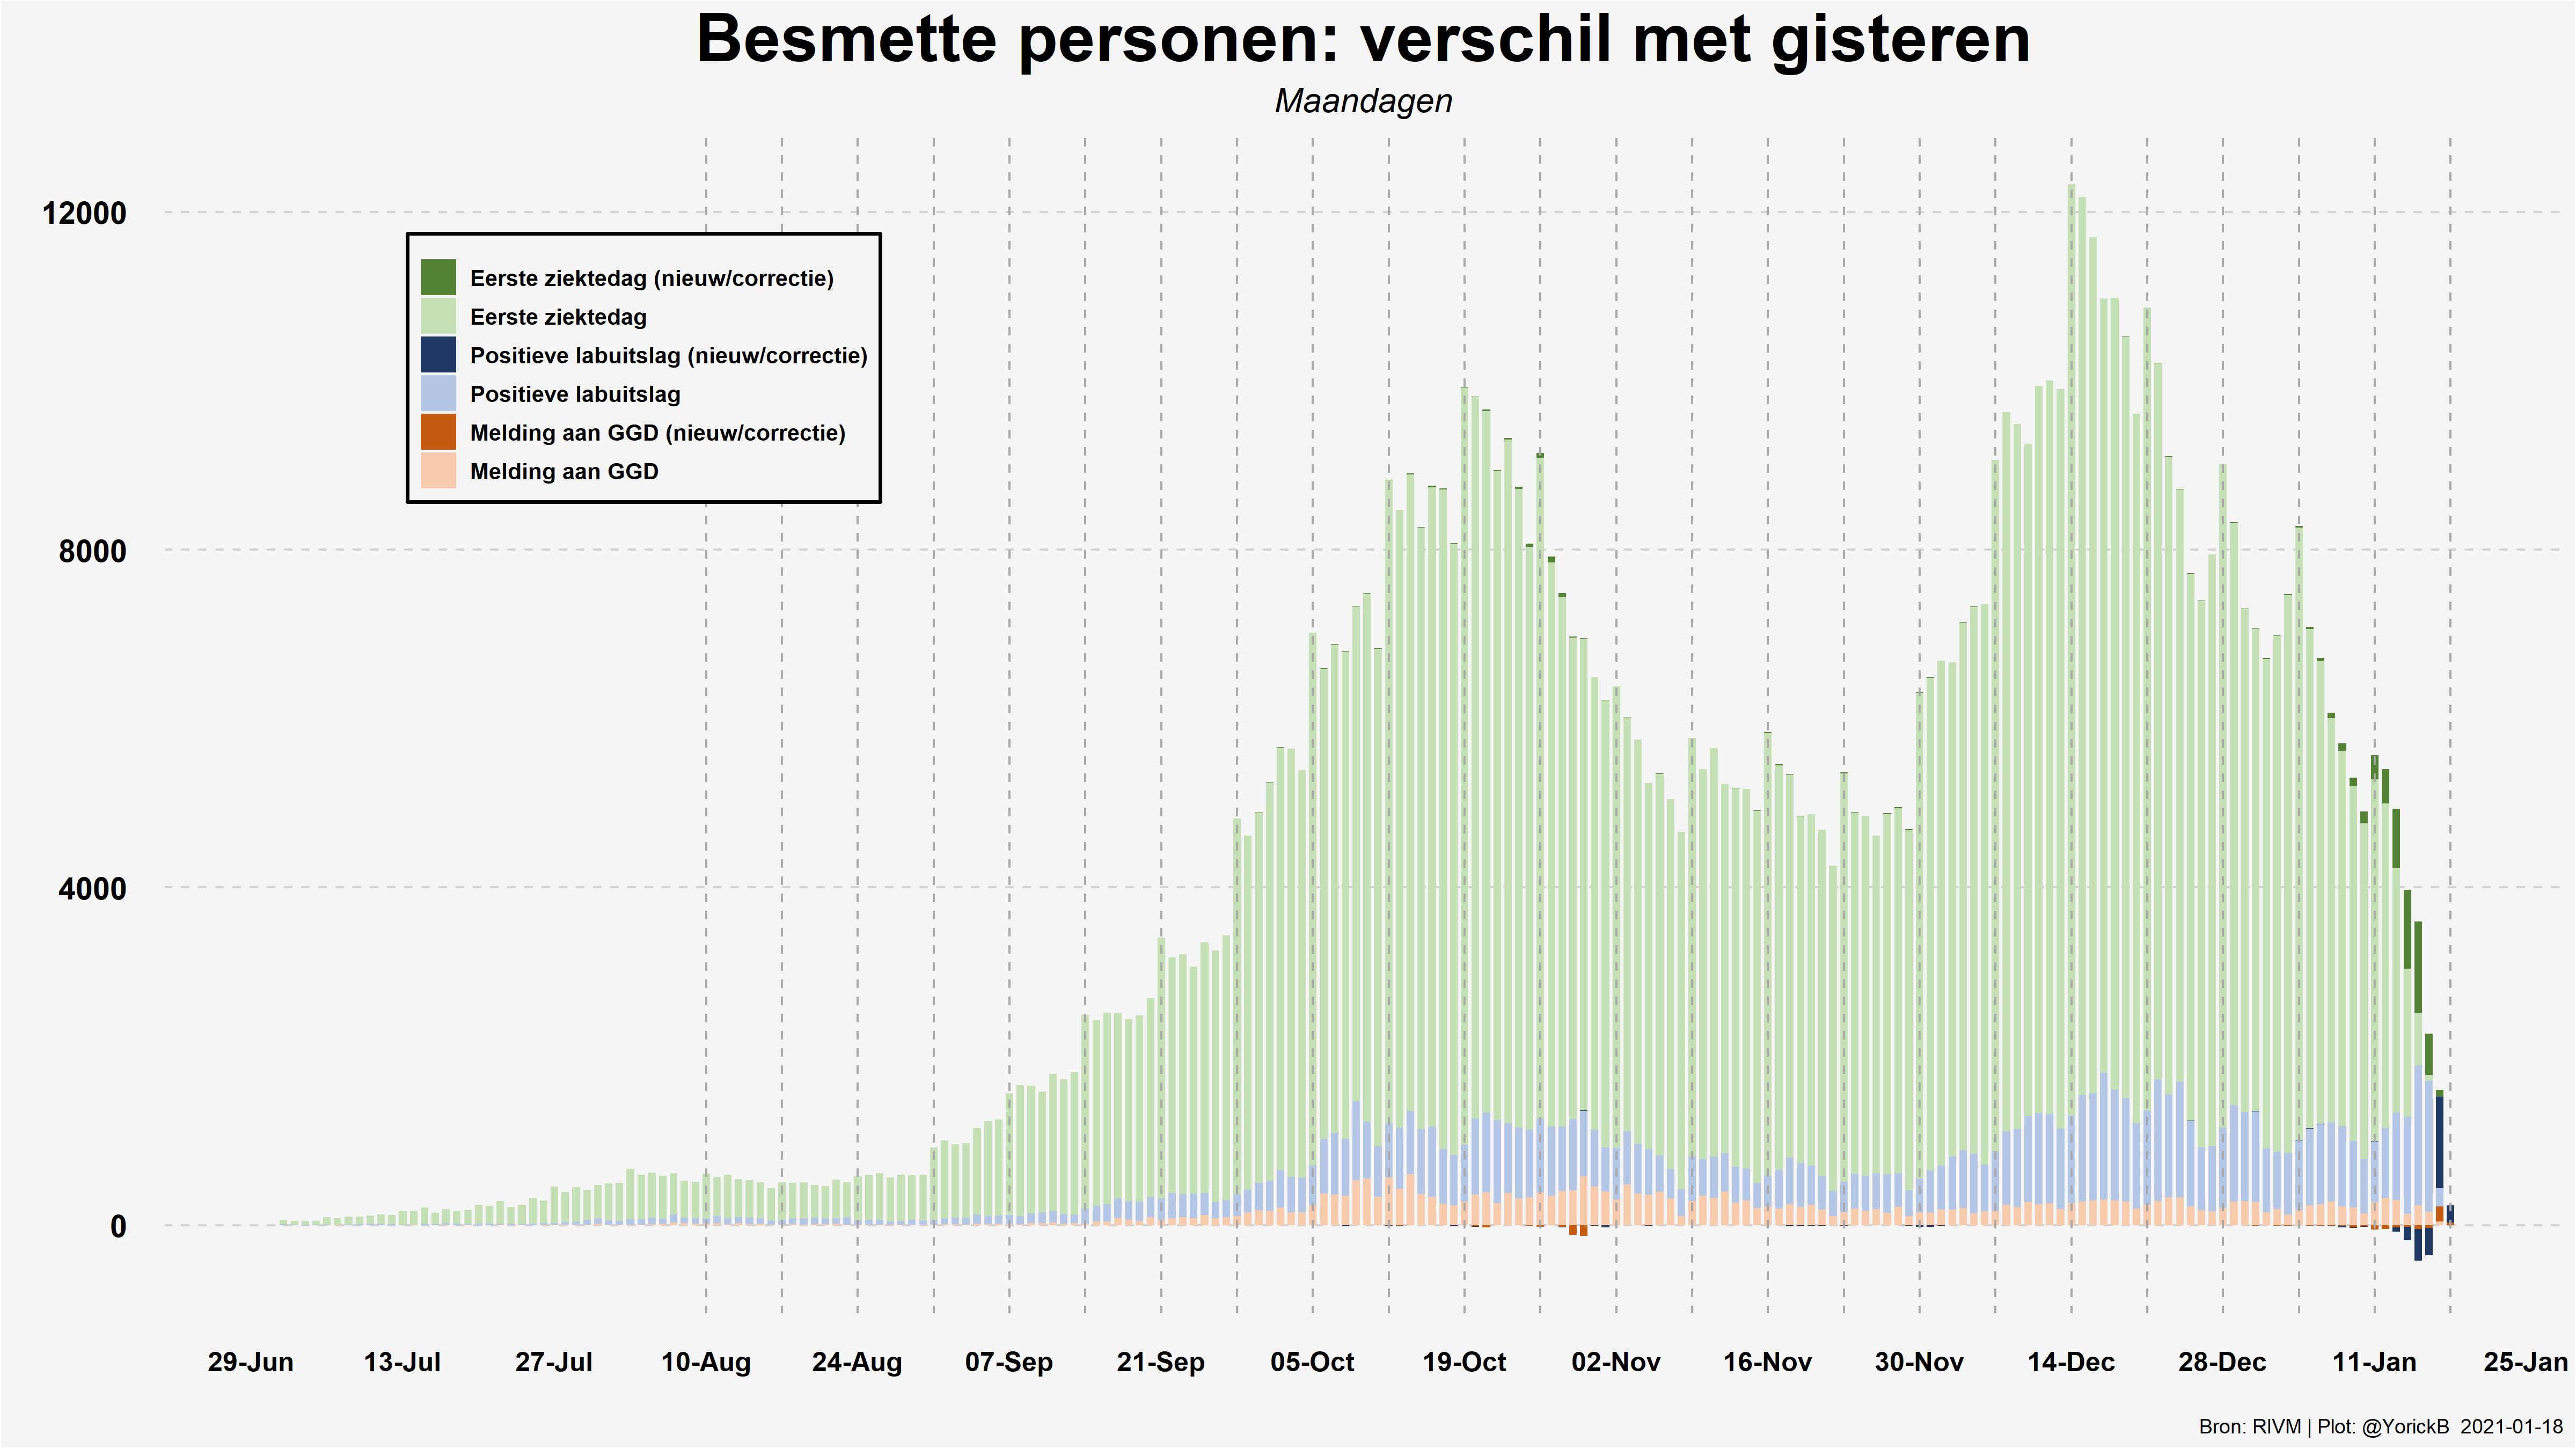 Besmette personen: verschil met gisteren
Maandagen
12000
8000
4000
0
Eerste ziektedag (nieuw/correctie)
Eerste ziektedag
Positieve labuitslag (nieuw/correctie)
Positieve labuitslag
Melding aan GGD (nieuw/correctie)
Melding aan GGD
29-Jun 13-Jul 27-Jul 10-Aug 24-Aug 07-Sep 21-Sep 05-Oct 19-Oct 02-Nov 16-Nov 30-Nov 14-Dec 28-Dec 11-Jan 25-Jan
Bron: RIVM | Plot: @YorickB 2021-01-18